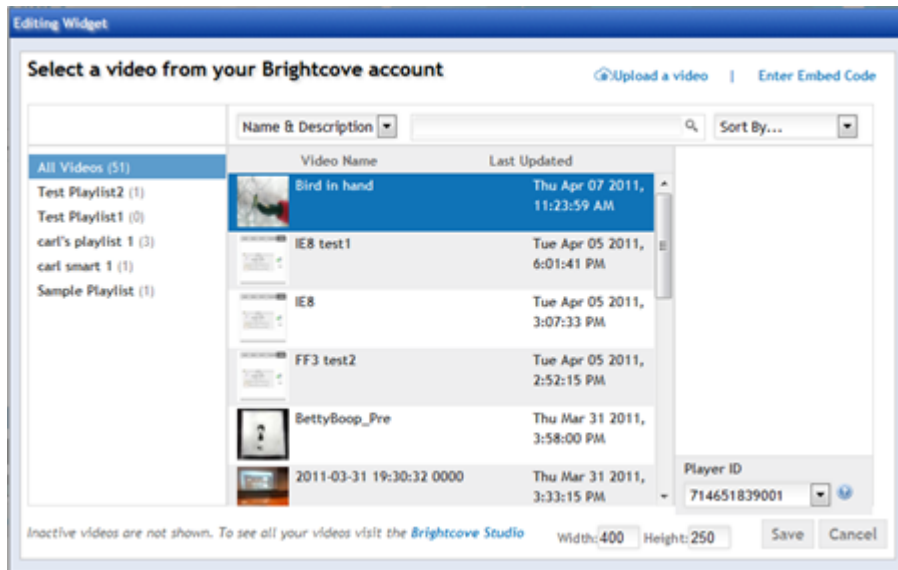 Editing Widget
Select a video from your Brightcove account
Upload a video | Enter Embed Code
Name & Description
Sort By...
All Videos (51)
Test Playlist2 (1)
Test Playlist1 (0)
carl's playlist 1 (3)
carl smart 1 (1)
Sample Playlist (1)
Video Name Last Updated
Bird in hand Thu Apr 07 2011,
11:23:59 AM
IE8 test1 Tue Apr 05 2011,
6:01:41 PM
IE8 Tue Apr 05 2011,
3:07:33 PM
FF3 test2 Tue Apr 05 2011,
2:52:15 PM
BettyBoop_Pre Thu Mar 31 2011,
3:58:00 PM
2011-03-31 19:30:32 0000 Thu Mar 31 2011,
3:33:15 PM
Player ID
714651839001
Inactive videos are not shown. To see all your videos visit the Brightcove Studio
Width: 400 Height: 250
Save Cancel